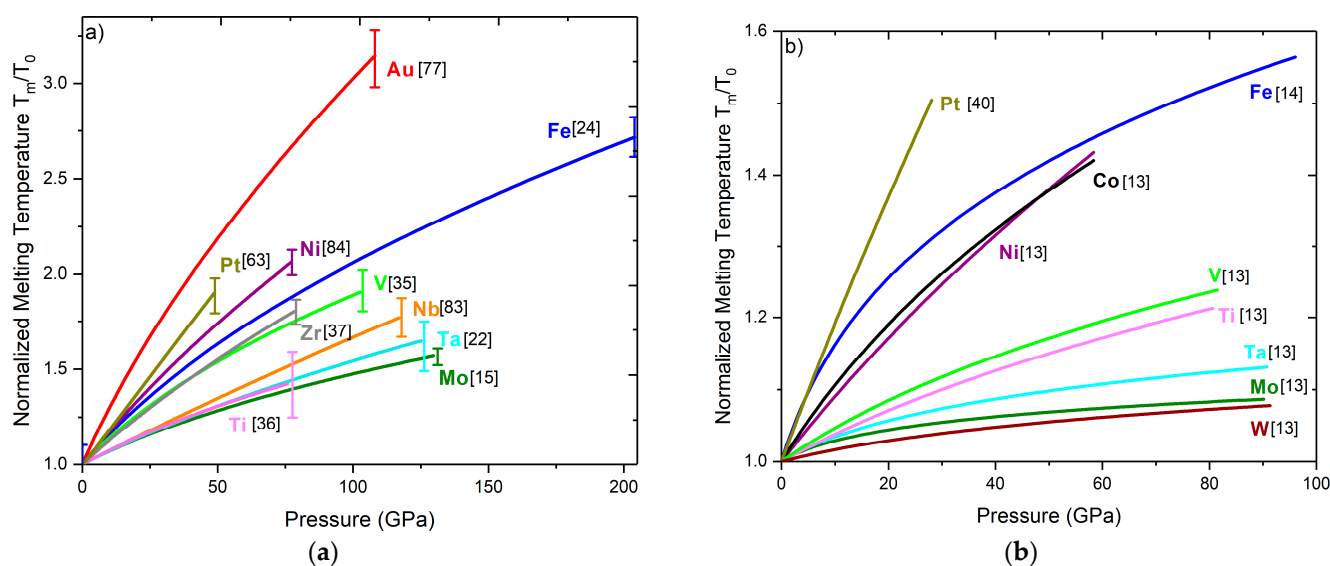 a)
Normalized Melting Temperature Tm/T0
3.0
2.5
2.0
1.5
1.0
Au [77]
Fe[24]
Ni[84]
Pt[63]
V[35]
Nb[83]
Zr[37]
Ta[22]
Mo[15]
Ti [36]
0
50
100
150
200
Pressure (GPa)
(a)
b)
Normalized Melting Temperature Tm/T0
1.6
1.4
1.2
1.0
Pt [40]
Fe[14]
Co[13]
Ni[13]
V[13]
Ti [13]
Ta[13]
Mo[13]
W[13]
0
20
40
60
80
100
Pressure (GPa)
(b)